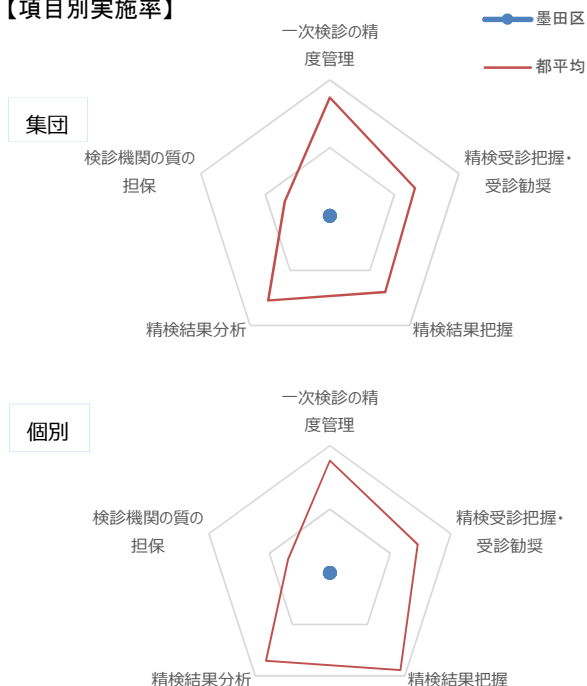 【項目別実施率】
墨田区
都平均
集団
一次検診の精
度管理
検診機関の質の
担保
精検受診把握・
受診勧奨
精検結果分析
精検結果把握
個別
一次検診の精
度管理
検診機関の質の
担保
精検受診把握・
受診勧奨
精検結果分析
精検結果把握